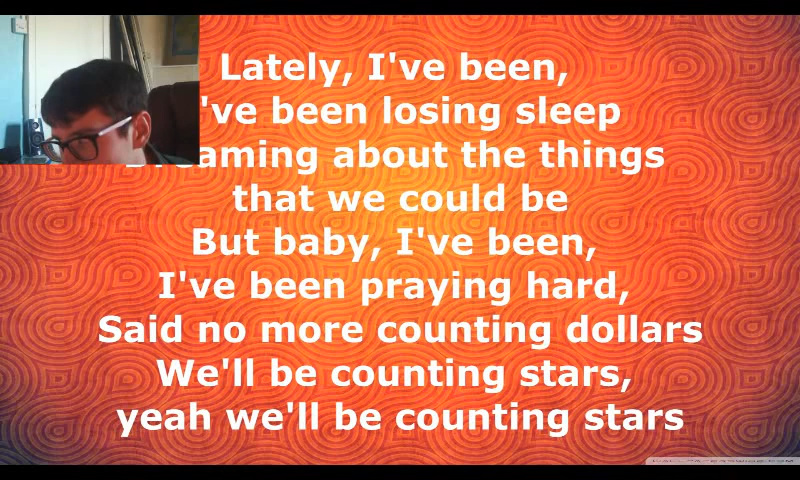 Lately, I've been,
've been losing sleep
about the things
that we could be
But baby, I've been,
I've been praying hard,
Said no more counting dollars
We'll be counting stars,
yeah we'll be counting stars